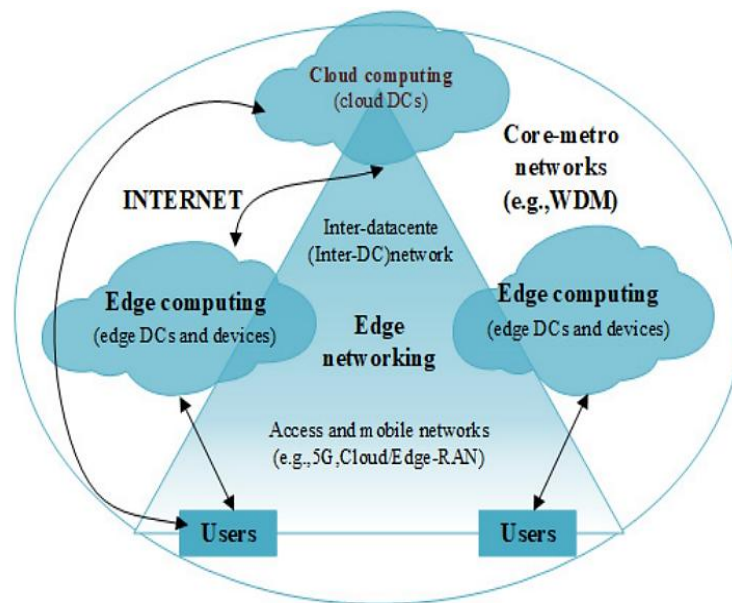 Cloud computing
(cloud DCs)
Core-metro
networks
(e.g.,WDM)
INTERNET
Inter-datacente
(Inter-DC)network
Edge computing
(edge DCs and devices)
Edge computing
(edge DCs and devices)
Edge
networking
Access and mobile networks
(e.g.,5G,Cloud/Edge-RAN)
Users
Users